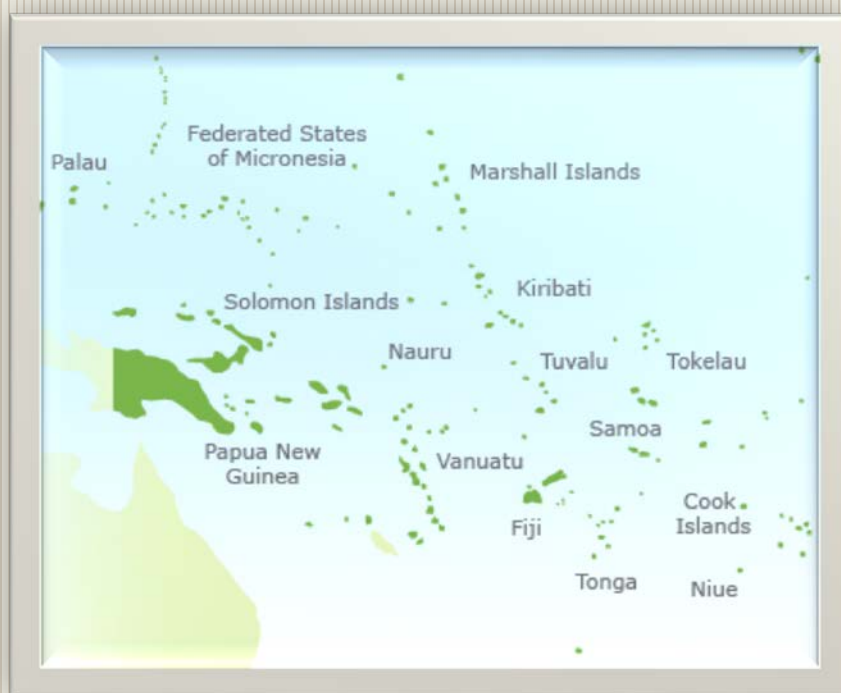 Federated States
of Micronesia
Palau
Marshall Islands
Kiribati
Solomon Islands
Nauru
Tuvalu
Tokelau
Samoa
Papua New
Guinea
Vanuatu
Cook
Islands
Fiji
Tonga
Niue